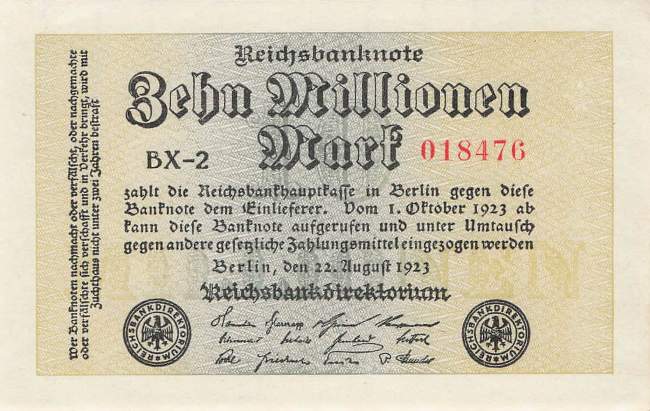 Reichsbanknote
Zehn Millionen
Mark
BX-2
018476
zahlt die Reichsbankhauptkasse in Berlin gegen diese
Banknote dem Einlieferer. Vom 1. Oktober 1923 ab
kann diese Banknote aufgerufen und unter Umtausch
gegen andere gesetzliche Zahlungsmittel eingezogen werden
Berlin, den 22. August 1923
Reichsbankdirektorium
REICHSBANKDIREKTORIUM
REICHSBANKDIREKTORIUM
Wer Banknoten nachmacht oder verfälscht, oder nachgemachte
oder verfälschte sich verschafft und in Verkehr bringt, wird mit
Zuchthaus nicht unter zwei Jahren bestraft